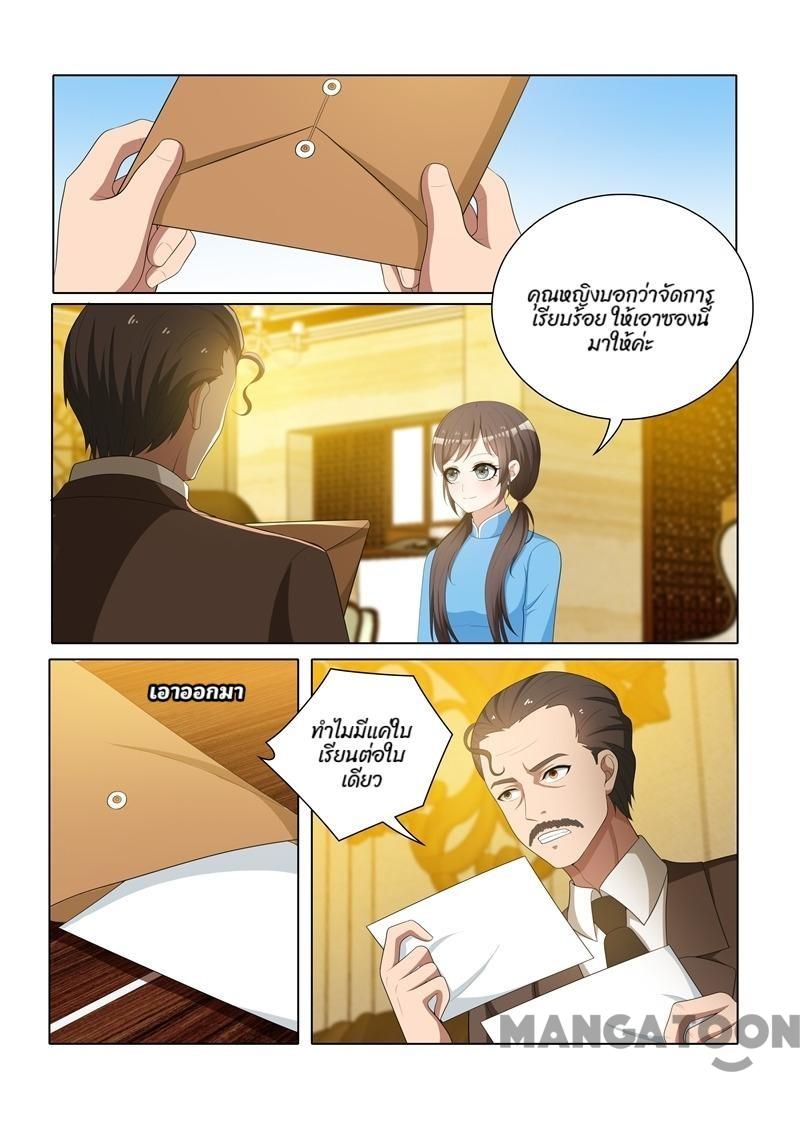 คุณหญิงบอกว่าจัดการ
เรียบร้อย ให้เอาซองนี้
มาให้ค่ะ
เอาออกมา
ทำไมมีแค่ใบ
เรียนต่อใบ
เดียว
MANGATOON